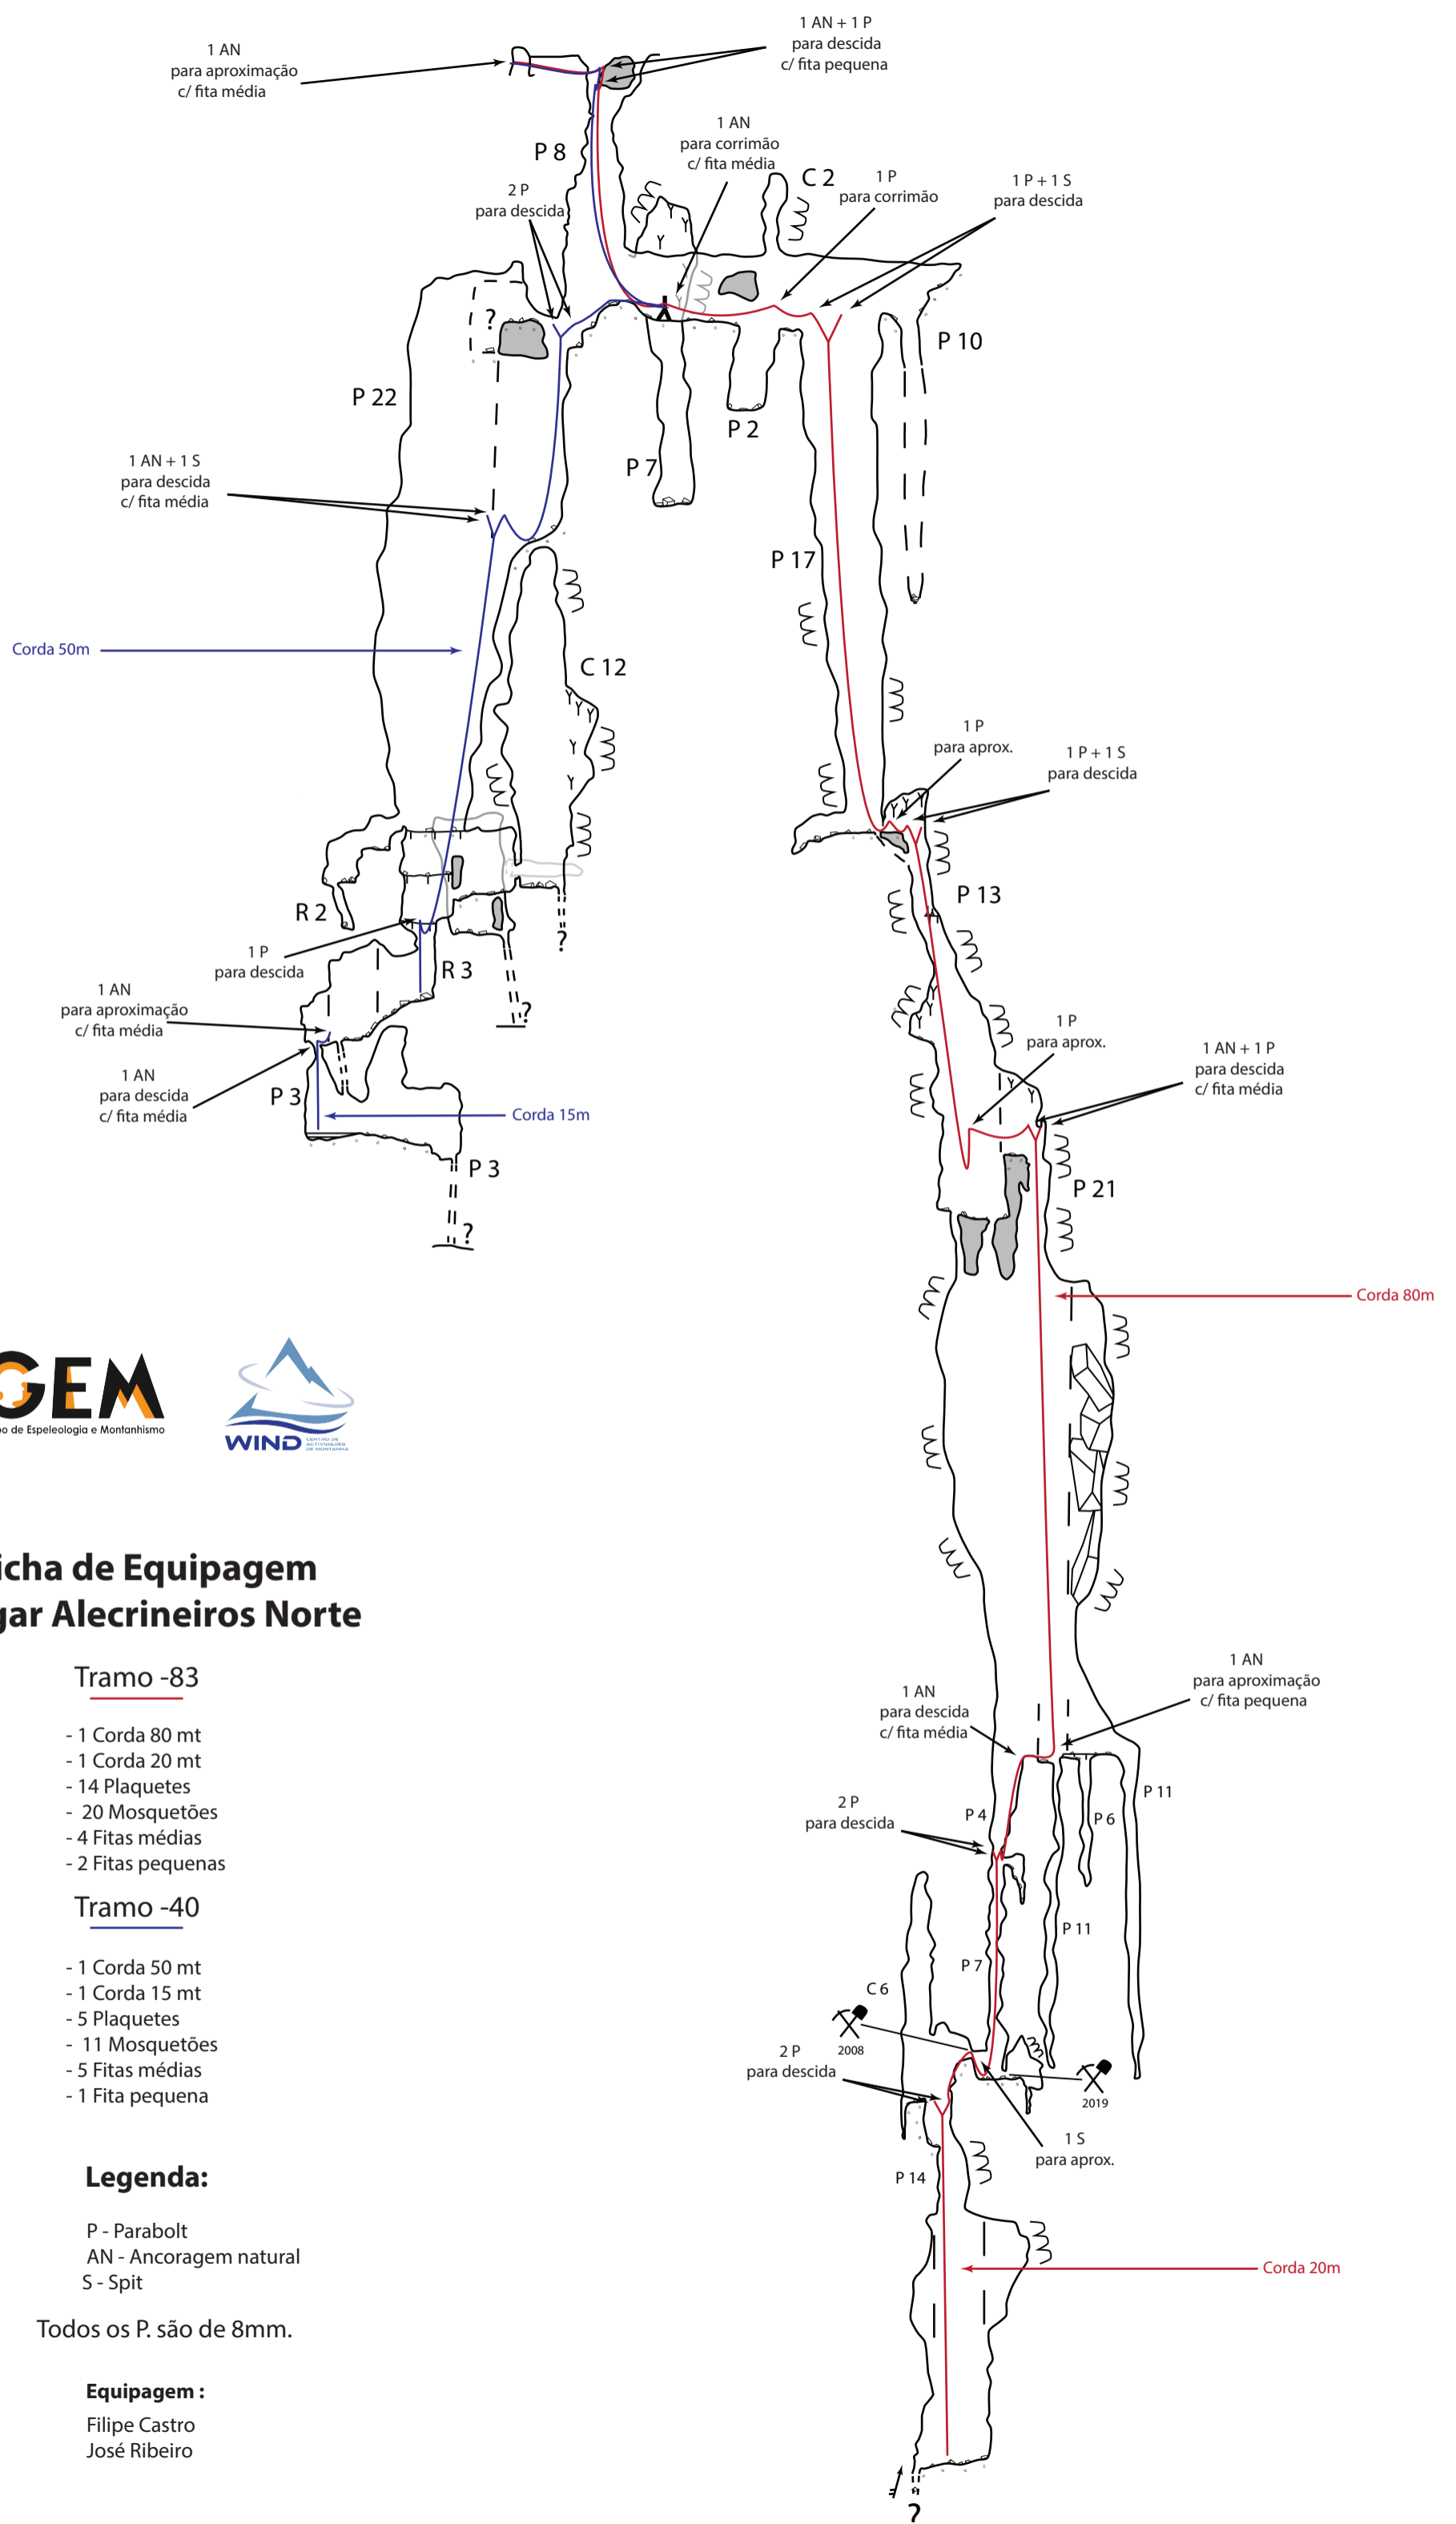 1 AN
para aproximação
c/ fita média
1 AN + 1 P
para descida
c/ fita pequena
1 AN
para corrimão
c/ fita média
P 8
2 P
para descida
C 2
1 P
para corrimão
1 P + 1 S
para descida
?
P 10
P 22
P 2
P 7
1 AN + 1 S
para descida
c/ fita média
P 17
Corda 50m
C 12
1 P
para aprox.
1 P + 1 S
para descida
P 13
R 2
?
1 P
para descida
R 3
1 AN
para aproximação
c/ fita média
?
1 P
para aprox.
1 AN + 1 P
para descida
c/ fita média
1 AN
para descida
c/ fita média
P 3
Corda 15m
P 3
?
P 21
Corda 80m
GEM
po de Espeleologia e Montanhismo
WIND
CENTRO DE
ACTIVIDADES
DE MONTANHA
icha de Equipagem
gar Alecrineiros Norte
Tramo -83
- 1 Corda 80 mt
- 1 Corda 20 mt
- 14 Plaquetes
- 20 Mosquetões
- 4 Fitas médias
- 2 Fitas pequenas
Tramo -40
- 1 Corda 50 mt
- 1 Corda 15 mt
- 5 Plaquetes
- 11 Mosquetões
- 5 Fitas médias
- 1 Fita pequena
Legenda:
P - Parabolt
AN - Ancoragem natural
S - Spit
Todos os P. são de 8mm.
Equipagem :
Filipe Castro
José Ribeiro
1 AN
para descida
c/ fita média
1 AN
para aproximação
c/ fita pequena
P 4
P 6
P 11
2 P
para descida
P 11
P 7
C 6
2008
2 P
para descida
2019
1 S
para aprox.
P 14
Corda 20m
?